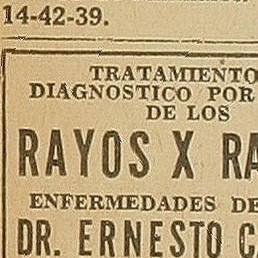 14-42-39.
TRATAMIENTO
DIAGNOSTICO POR
DE LOS
RAYOS X RA
ENFERMEDADES DE
DR. ERNESTO C